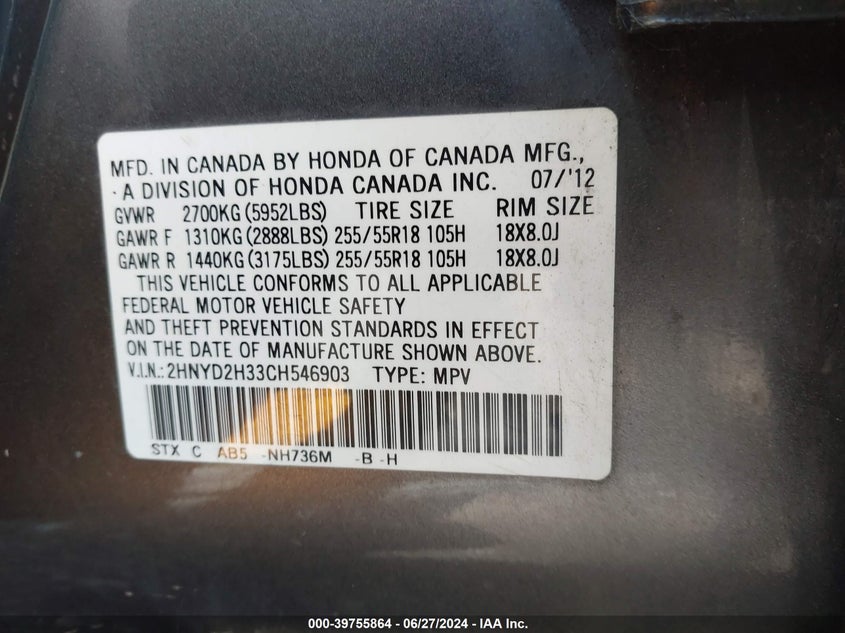 MFD. IN CANADA BY HONDA OF CANADA MFG.,
A DIVISION OF HONDA CANADA INC. 07/'12
GVWR 2700KG (5952LBS) TIRE SIZE RIM SIZE
GAWR F 1310KG (2888LBS) 255/55R18 105H 18X8.0J
GAWR R 1440KG (3175LBS) 255/55R18 105H 18X8.0J
THIS VEHICLE CONFORMS TO ALL APPLICABLE
FEDERAL MOTOR VEHICLE SAFETY
AND THEFT PREVENTION STANDARDS IN EFFECT
ON THE DATE OF MANUFACTURE SHOWN ABOVE.
V.I.N.: 2HNYD2H33CH546903 TYPE: MPV
STX C AB5 -NH736M -B -H
000-39755864 - 06/27/2024 - IAA Inc.